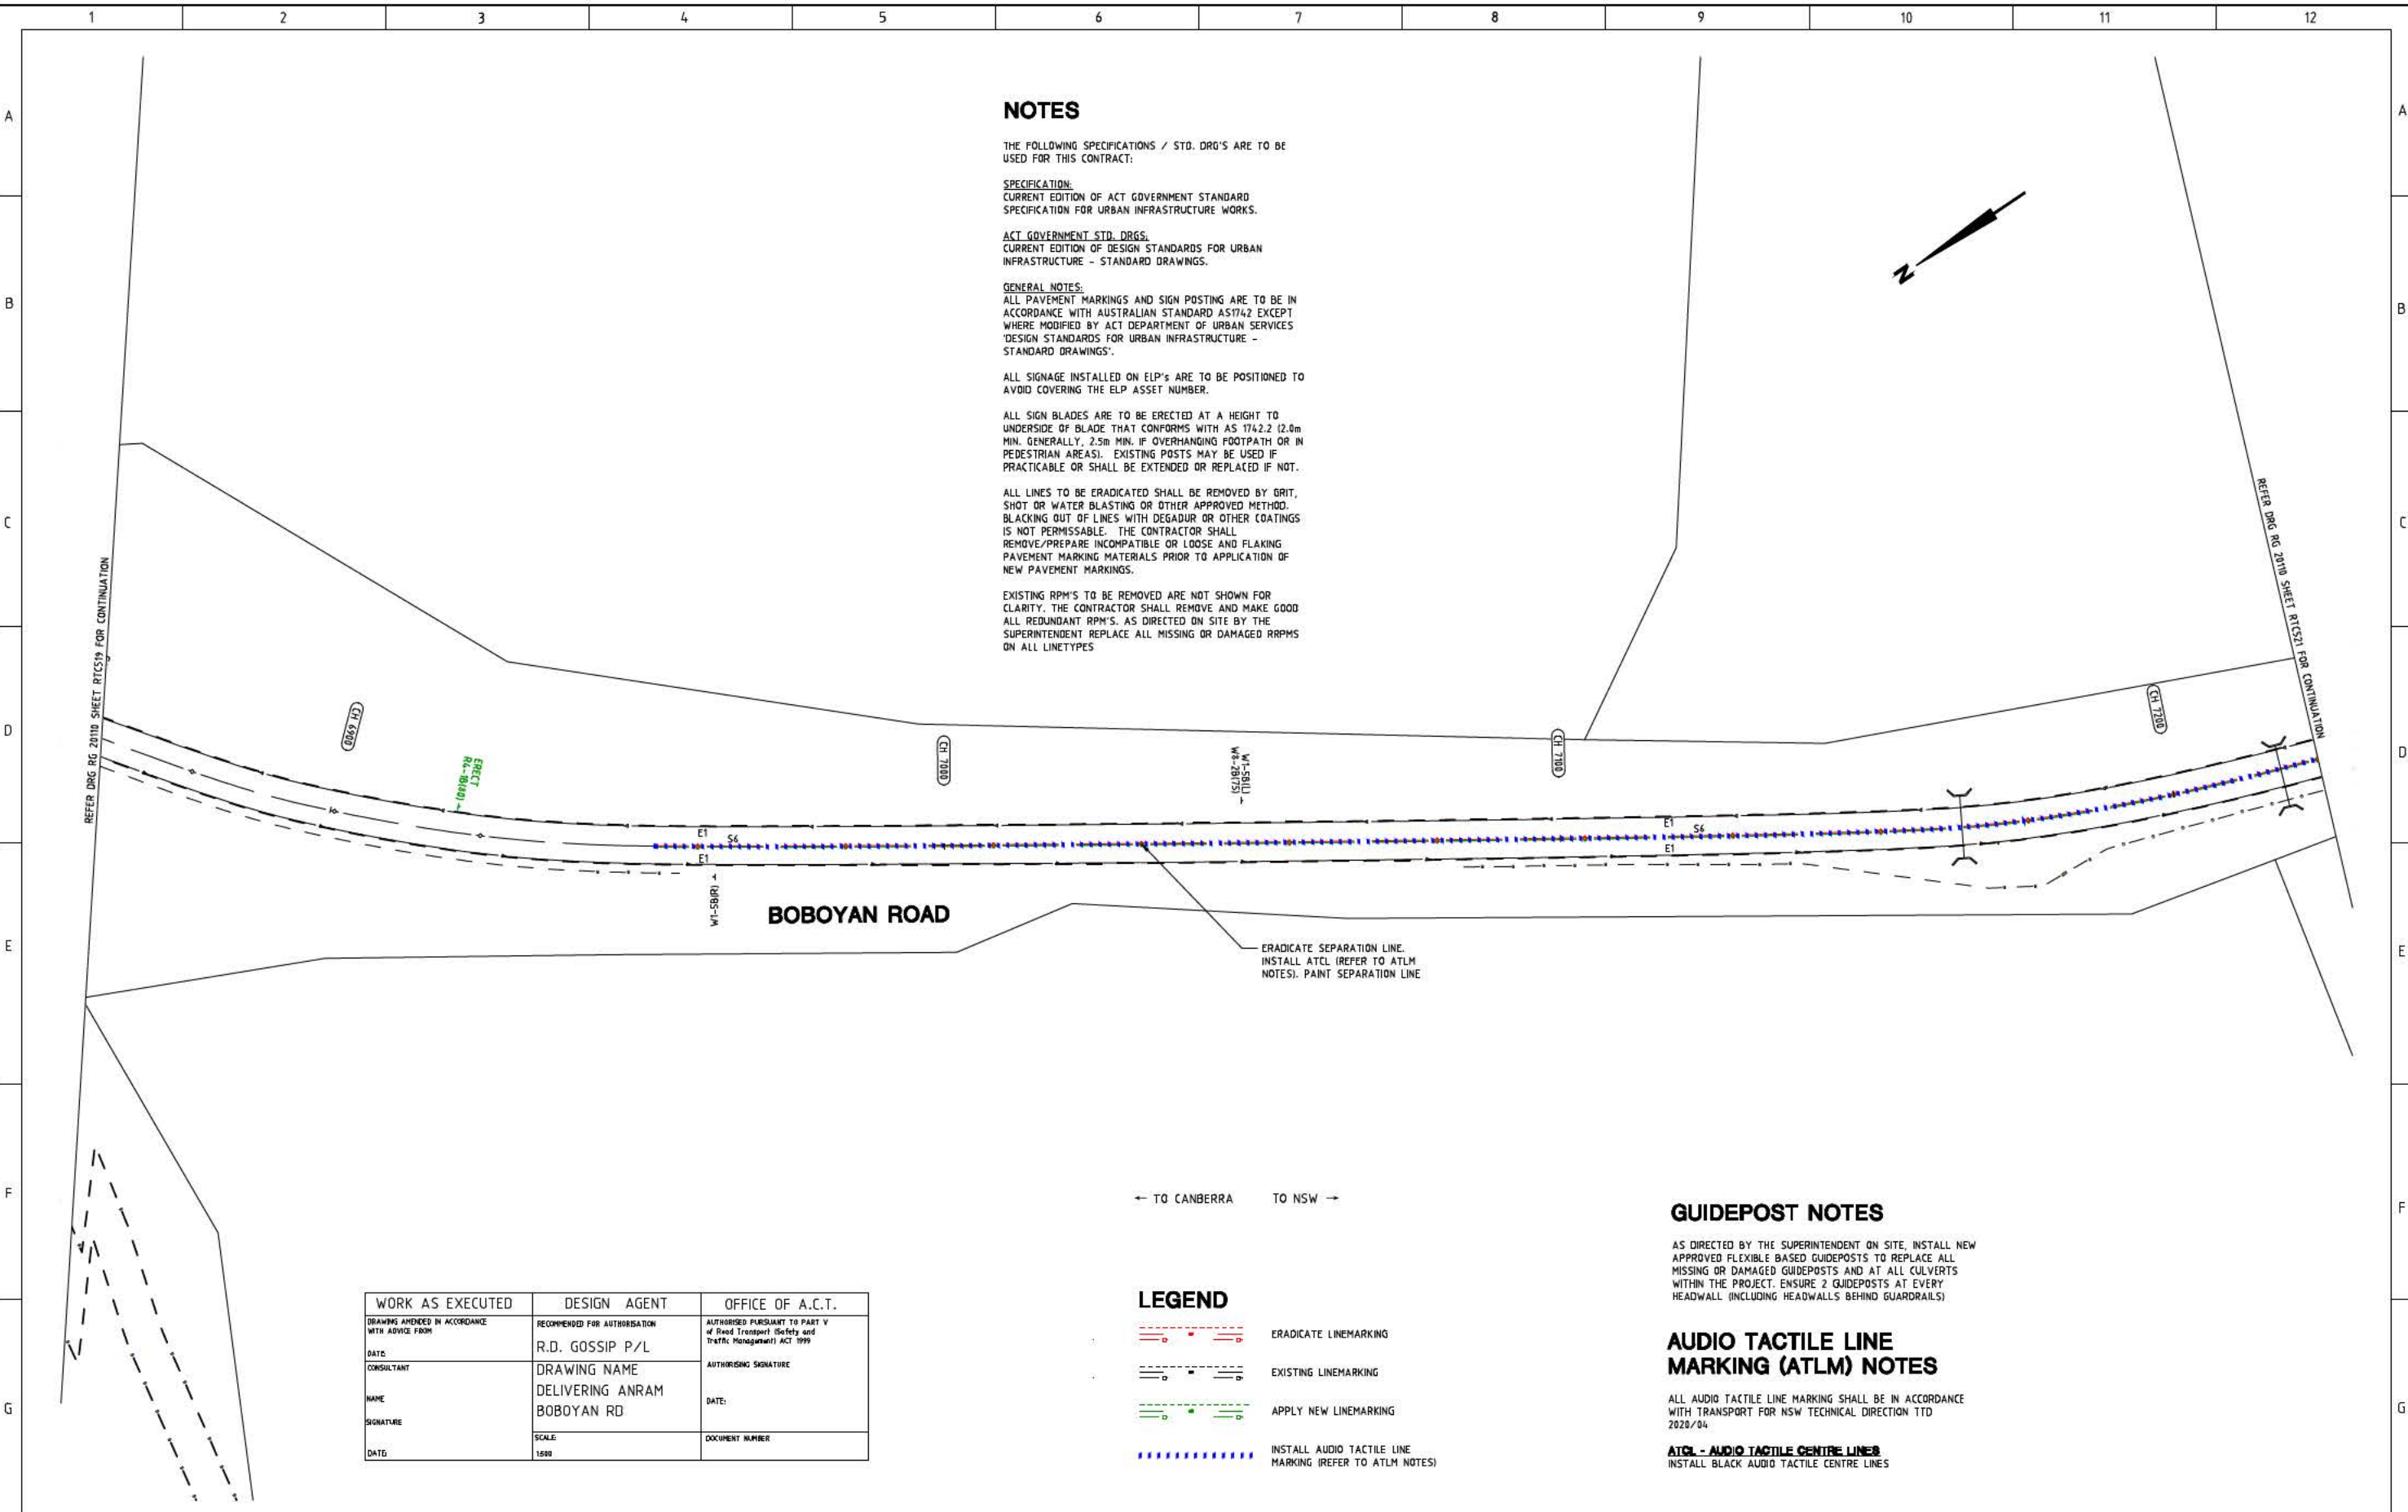 1 2 3 4 5 6 7 8 9 10 11 12
A
B
C
D
E
F
G
A
B
C
D
E
F
G
NOTES
THE FOLLOWING SPECIFICATIONS / STD. DRG'S ARE TO BE
USED FOR THIS CONTRACT:
SPECIFICATION:
CURRENT EDITION OF ACT GOVERNMENT STANDARD
SPECIFICATION FOR URBAN INFRASTRUCTURE WORKS.
ACT GOVERNMENT STD. DRGS.
CURRENT EDITION OF DESIGN STANDARDS FOR URBAN
INFRASTRUCTURE - STANDARD DRAWINGS.
GENERAL NOTES:
ALL PAVEMENT MARKINGS AND SIGN POSTING ARE TO BE IN
ACCORDANCE WITH AUSTRALIAN STANDARD AS1742 EXCEPT
WHERE MODIFIED BY ACT DEPARTMENT OF URBAN SERVICES
'DESIGN STANDARDS FOR URBAN INFRASTRUCTURE -
STANDARD DRAWINGS'.
ALL SIGNAGE INSTALLED ON ELP's ARE TO BE POSITIONED TO
AVOID COVERING THE ELP ASSET NUMBER.
ALL SIGN BLADES ARE TO BE ERECTED AT A HEIGHT TO
UNDERSIDE OF BLADE THAT CONFORMS WITH AS 1742.2 (2.0m
MIN. GENERALLY, 2.5m MIN. IF OVERHANGING FOOTPATH OR IN
PEDESTRIAN AREAS). EXISTING POSTS MAY BE USED IF
PRACTICABLE OR SHALL BE EXTENDED OR REPLACED IF NOT.
ALL LINES TO BE ERADICATED SHALL BE REMOVED BY GRIT,
SHOT OR WATER BLASTING OR OTHER APPROVED METHOD.
BLACKING OUT OF LINES WITH DEGADUR OR OTHER COATINGS
IS NOT PERMISSABLE. THE CONTRACTOR SHALL
REMOVE/PREPARE INCOMPATIBLE OR LOOSE AND FLAKING
PAVEMENT MARKING MATERIALS PRIOR TO APPLICATION OF
NEW PAVEMENT MARKINGS.
EXISTING RPM'S TO BE REMOVED ARE NOT SHOWN FOR
CLARITY. THE CONTRACTOR SHALL REMOVE AND MAKE GOOD
ALL REDUNDANT RPM'S. AS DIRECTED ON SITE BY THE
SUPERINTENDENT REPLACE ALL MISSING OR DAMAGED RRPMS
ON ALL LINETYPES
N
REFER DRG RG 20110 SHEET RTCS19 FOR CONTINUATION
REFER DRG RG 20110 SHEET RTCS21 FOR CONTINUATION
CH 6900
ERECT
R4-1B(80)
CH 7000
W1-5B(L)
W8-2B(75)
CH 7100
CH 7200
E1
S6
E1
E1
S6
E1
W1-5B(R)
BOBOYAN ROAD
ERADICATE SEPARATION LINE.
INSTALL ATCL (REFER TO ATLM
NOTES). PAINT SEPARATION LINE
← TO CANBERRA TO NSW →
WORK AS EXECUTED
DRAWING AMENDED IN ACCORDANCE
WITH ADVICE FROM
DATE:
CONSULTANT
NAME
SIGNATURE
DATE:
DESIGN AGENT
RECOMMENDED FOR AUTHORISATION
R.D. GOSSIP P/L
DRAWING NAME
DELIVERING ANRAM
BOBOYAN RD
SCALE:
1:500
OFFICE OF A.C.T.
AUTHORISED PURSUANT TO PART V
of Road Transport (Safety and
Traffic Management) ACT 1999
AUTHORISING SIGNATURE
DATE:
DOCUMENT NUMBER
LEGEND
ERADICATE LINEMARKING
EXISTING LINEMARKING
APPLY NEW LINEMARKING
INSTALL AUDIO TACTILE LINE
MARKING (REFER TO ATLM NOTES)
GUIDEPOST NOTES
AS DIRECTED BY THE SUPERINTENDENT ON SITE, INSTALL NEW
APPROVED FLEXIBLE BASED GUIDEPOSTS TO REPLACE ALL
MISSING OR DAMAGED GUIDEPOSTS AND AT ALL CULVERTS
WITHIN THE PROJECT. ENSURE 2 GUIDEPOSTS AT EVERY
HEADWALL (INCLUDING HEADWALLS BEHIND GUARDRAILS)
AUDIO TACTILE LINE
MARKING (ATLM) NOTES
ALL AUDIO TACTILE LINE MARKING SHALL BE IN ACCORDANCE
WITH TRANSPORT FOR NSW TECHNICAL DIRECTION TTD
2020/04
ATCL - AUDIO TACTILE CENTRE LINES
INSTALL BLACK AUDIO TACTILE CENTRE LINES